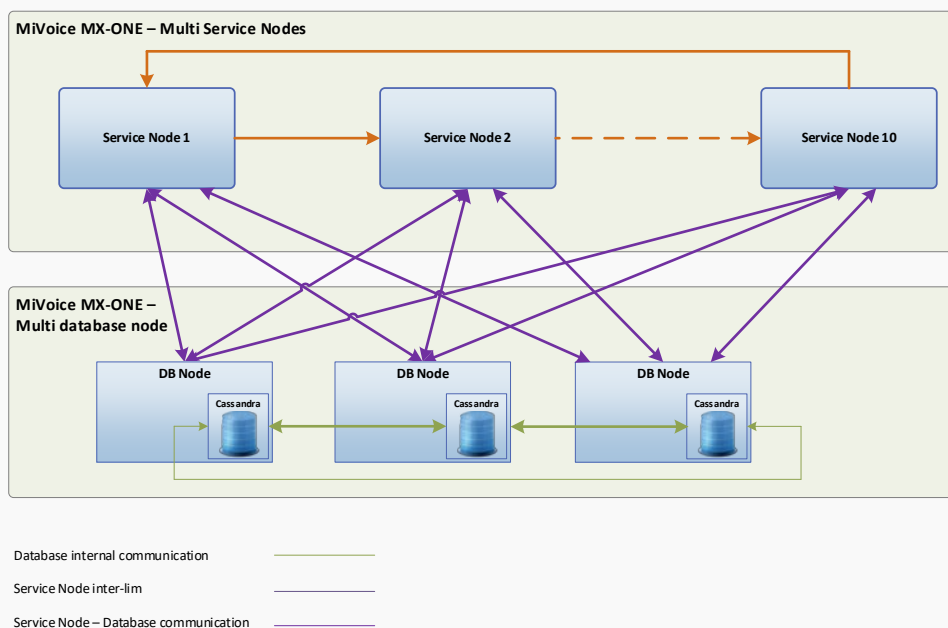 MiVoice MX-ONE – Multi Service Nodes
Service Node 1
Service Node 2
Service Node 10
MiVoice MX-ONE –
Multi database node
DB Node
DB Node
DB Node
Cassandra
Cassandra
Cassandra
Database internal communication
Service Node inter-lim
Service Node – Database communication